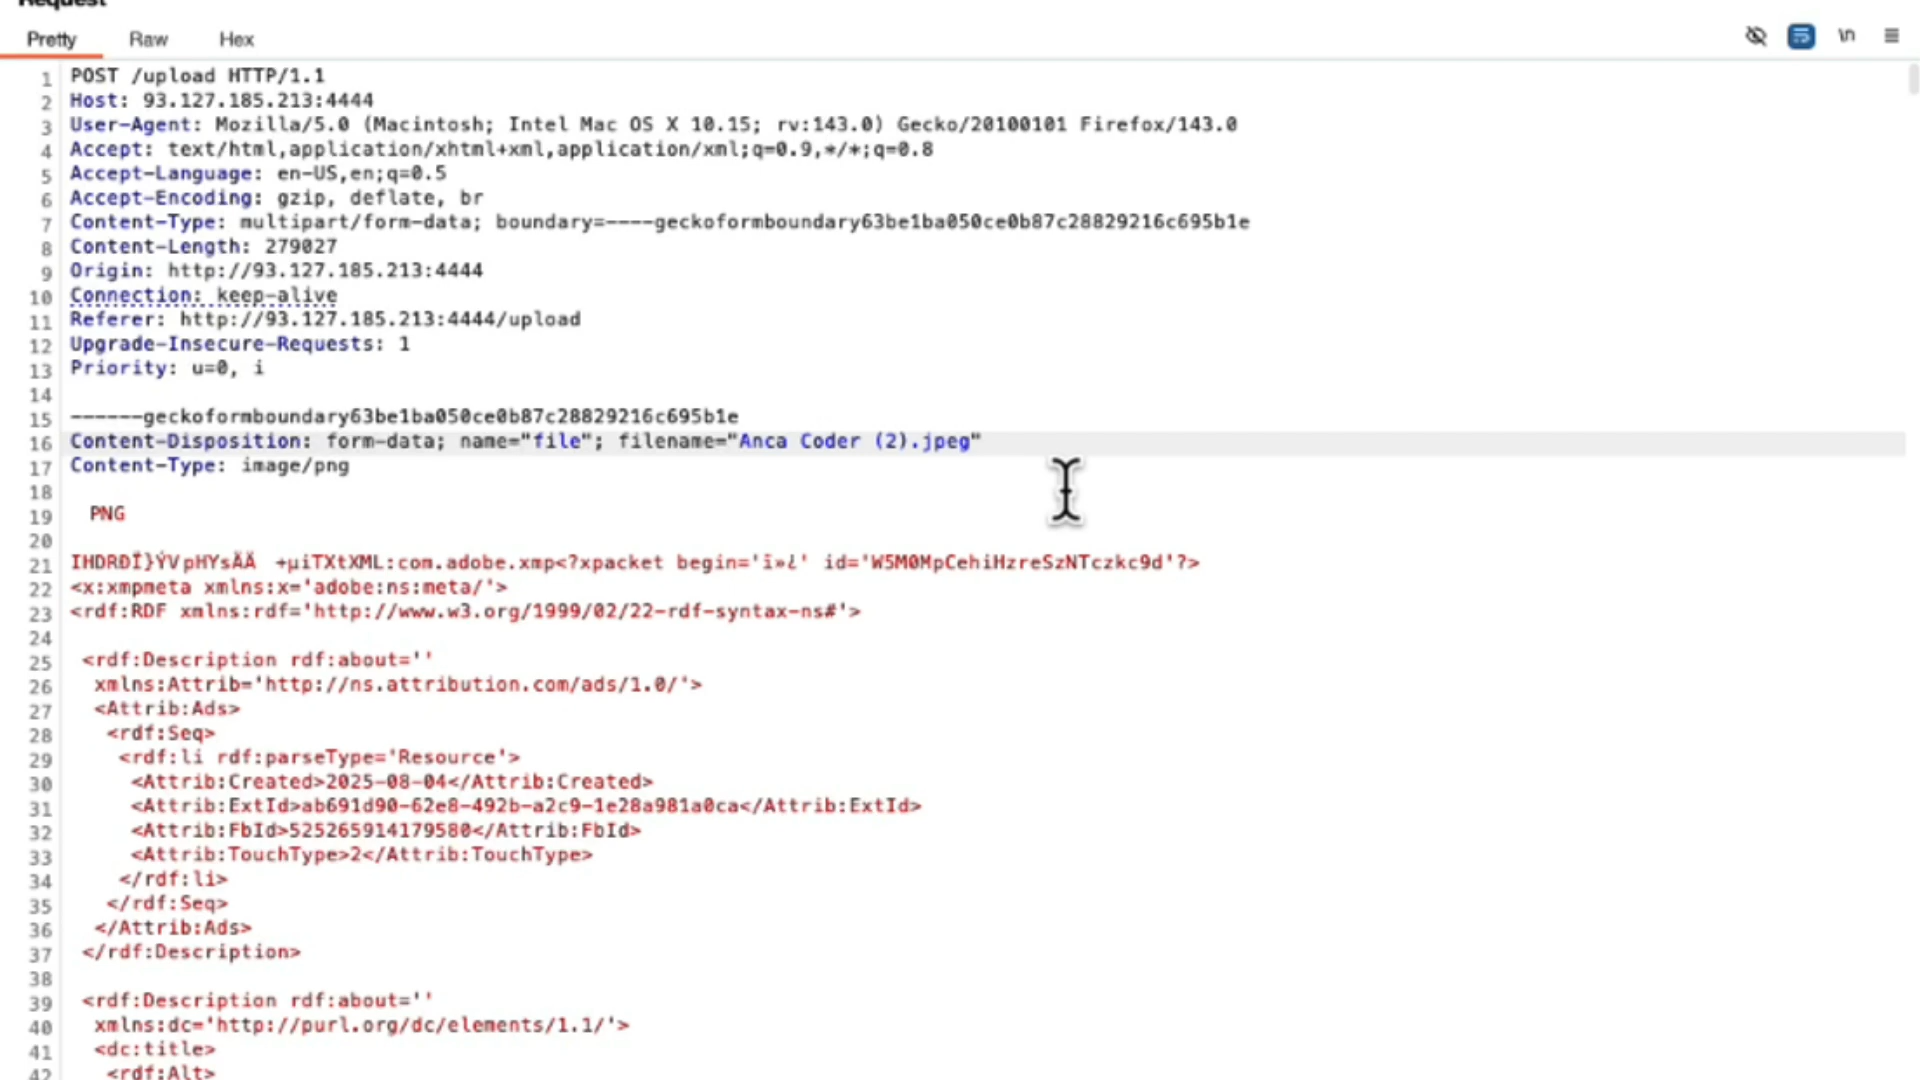 Request
Pretty Raw Hex
\n
1 POST /upload HTTP/1.1
2 Host: 93.127.185.213:4444
3 User-Agent: Mozilla/5.0 (Macintosh; Intel Mac OS X 10.15; rv:143.0) Gecko/20100101 Firefox/143.0
4 Accept: text/html,application/xhtml+xml,application/xml;q=0.9,*/*;q=0.8
5 Accept-Language: en-US,en;q=0.5
6 Accept-Encoding: gzip, deflate, br
7 Content-Type: multipart/form-data; boundary=----geckoformboundary63be1ba050ce0b87c28829216c695b1e
8 Content-Length: 279027
9 Origin: http://93.127.185.213:4444
10 Connection: keep-alive
11 Referer: http://93.127.185.213:4444/upload
12 Upgrade-Insecure-Requests: 1
13 Priority: u=0, i
14
15 ------geckoformboundary63be1ba050ce0b87c28829216c695b1e
16 Content-Disposition: form-data; name="file"; filename="Anca Coder (2).jpeg"
17 Content-Type: image/png
18
19 PNG
20
21 IHDRÐÏ}ÝVpHYsÄÄ +µiTXtXML:com.adobe.xmp<?xpacket begin='ï»¿' id='W5M0MpCehiHzreSzNTczkc9d'?>
22 <x:xmpmeta xmlns:x='adobe:ns:meta/'>
23 <rdf:RDF xmlns:rdf='http://www.w3.org/1999/02/22-rdf-syntax-ns#'>
24
25 <rdf:Description rdf:about=''
26 xmlns:Attrib='http://ns.attribution.com/ads/1.0/'>
27 <Attrib:Ads>
28 <rdf:Seq>
29 <rdf:li rdf:parseType='Resource'>
30 <Attrib:Created>2025-08-04</Attrib:Created>
31 <Attrib:ExtId>ab691d90-62e8-492b-a2c9-1e28a981a0ca</Attrib:ExtId>
32 <Attrib:FbId>525265914179580</Attrib:FbId>
33 <Attrib:TouchType>2</Attrib:TouchType>
34 </rdf:li>
35 </rdf:Seq>
36 </Attrib:Ads>
37 </rdf:Description>
38
39 <rdf:Description rdf:about=''
40 xmlns:dc='http://purl.org/dc/elements/1.1/'>
41 <dc:title>
42 <rdf:Alt>